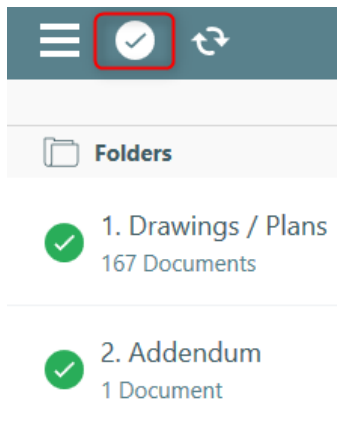 Folders
1. Drawings / Plans
167 Documents
2. Addendum
1 Document